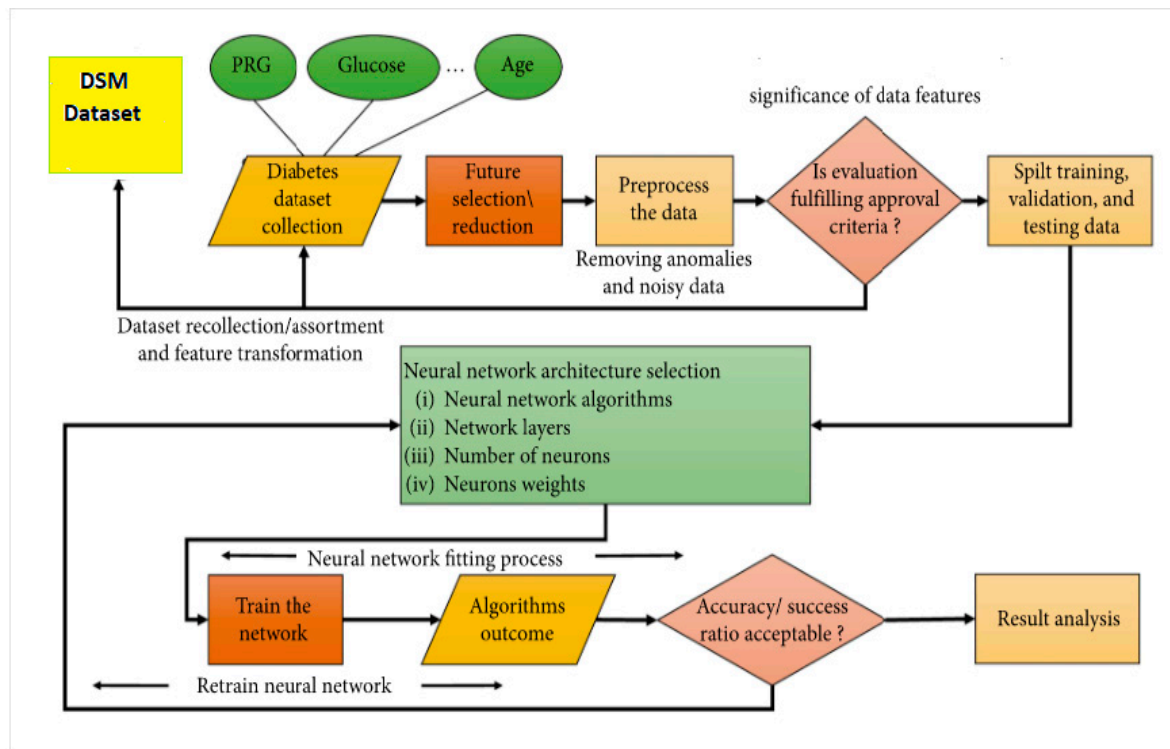 DSM
Dataset
PRG
Glucose
...
Age
significance of data features
Diabetes
dataset
collection
Future
selection\
reduction
Preprocess
the data
Is evaluation
fulfilling approval
criteria ?
Spilt training,
validation, and
testing data
Removing anomalies
and noisy data
Dataset recollection/assortment
and feature transformation
Neural network architecture selection
(i) Neural network algorithms
(ii) Network layers
(iii) Number of neurons
(iv) Neurons weights
Neural network fitting process
Train the
network
Algorithms
outcome
Accuracy/ success
ratio acceptable ?
Result analysis
Retrain neural network